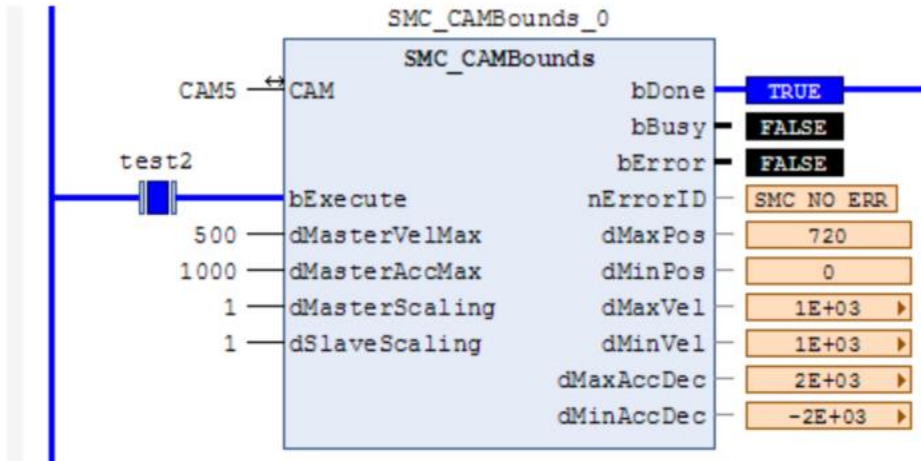 SMC_CAMBounds_0
SMC_CAMBounds
CAM5 CAM bDone TRUE
bBusy FALSE
test2 bError FALSE
bExecute nErrorID SMC NO ERR
500 dMasterVelMax dMaxPos 720
1000 dMasterAccMax dMinPos 0
1 dMasterScaling dMaxVel 1E+03
1 dSlaveScaling dMinVel 1E+03
dMaxAccDec 2E+03
dMinAccDec -2E+03